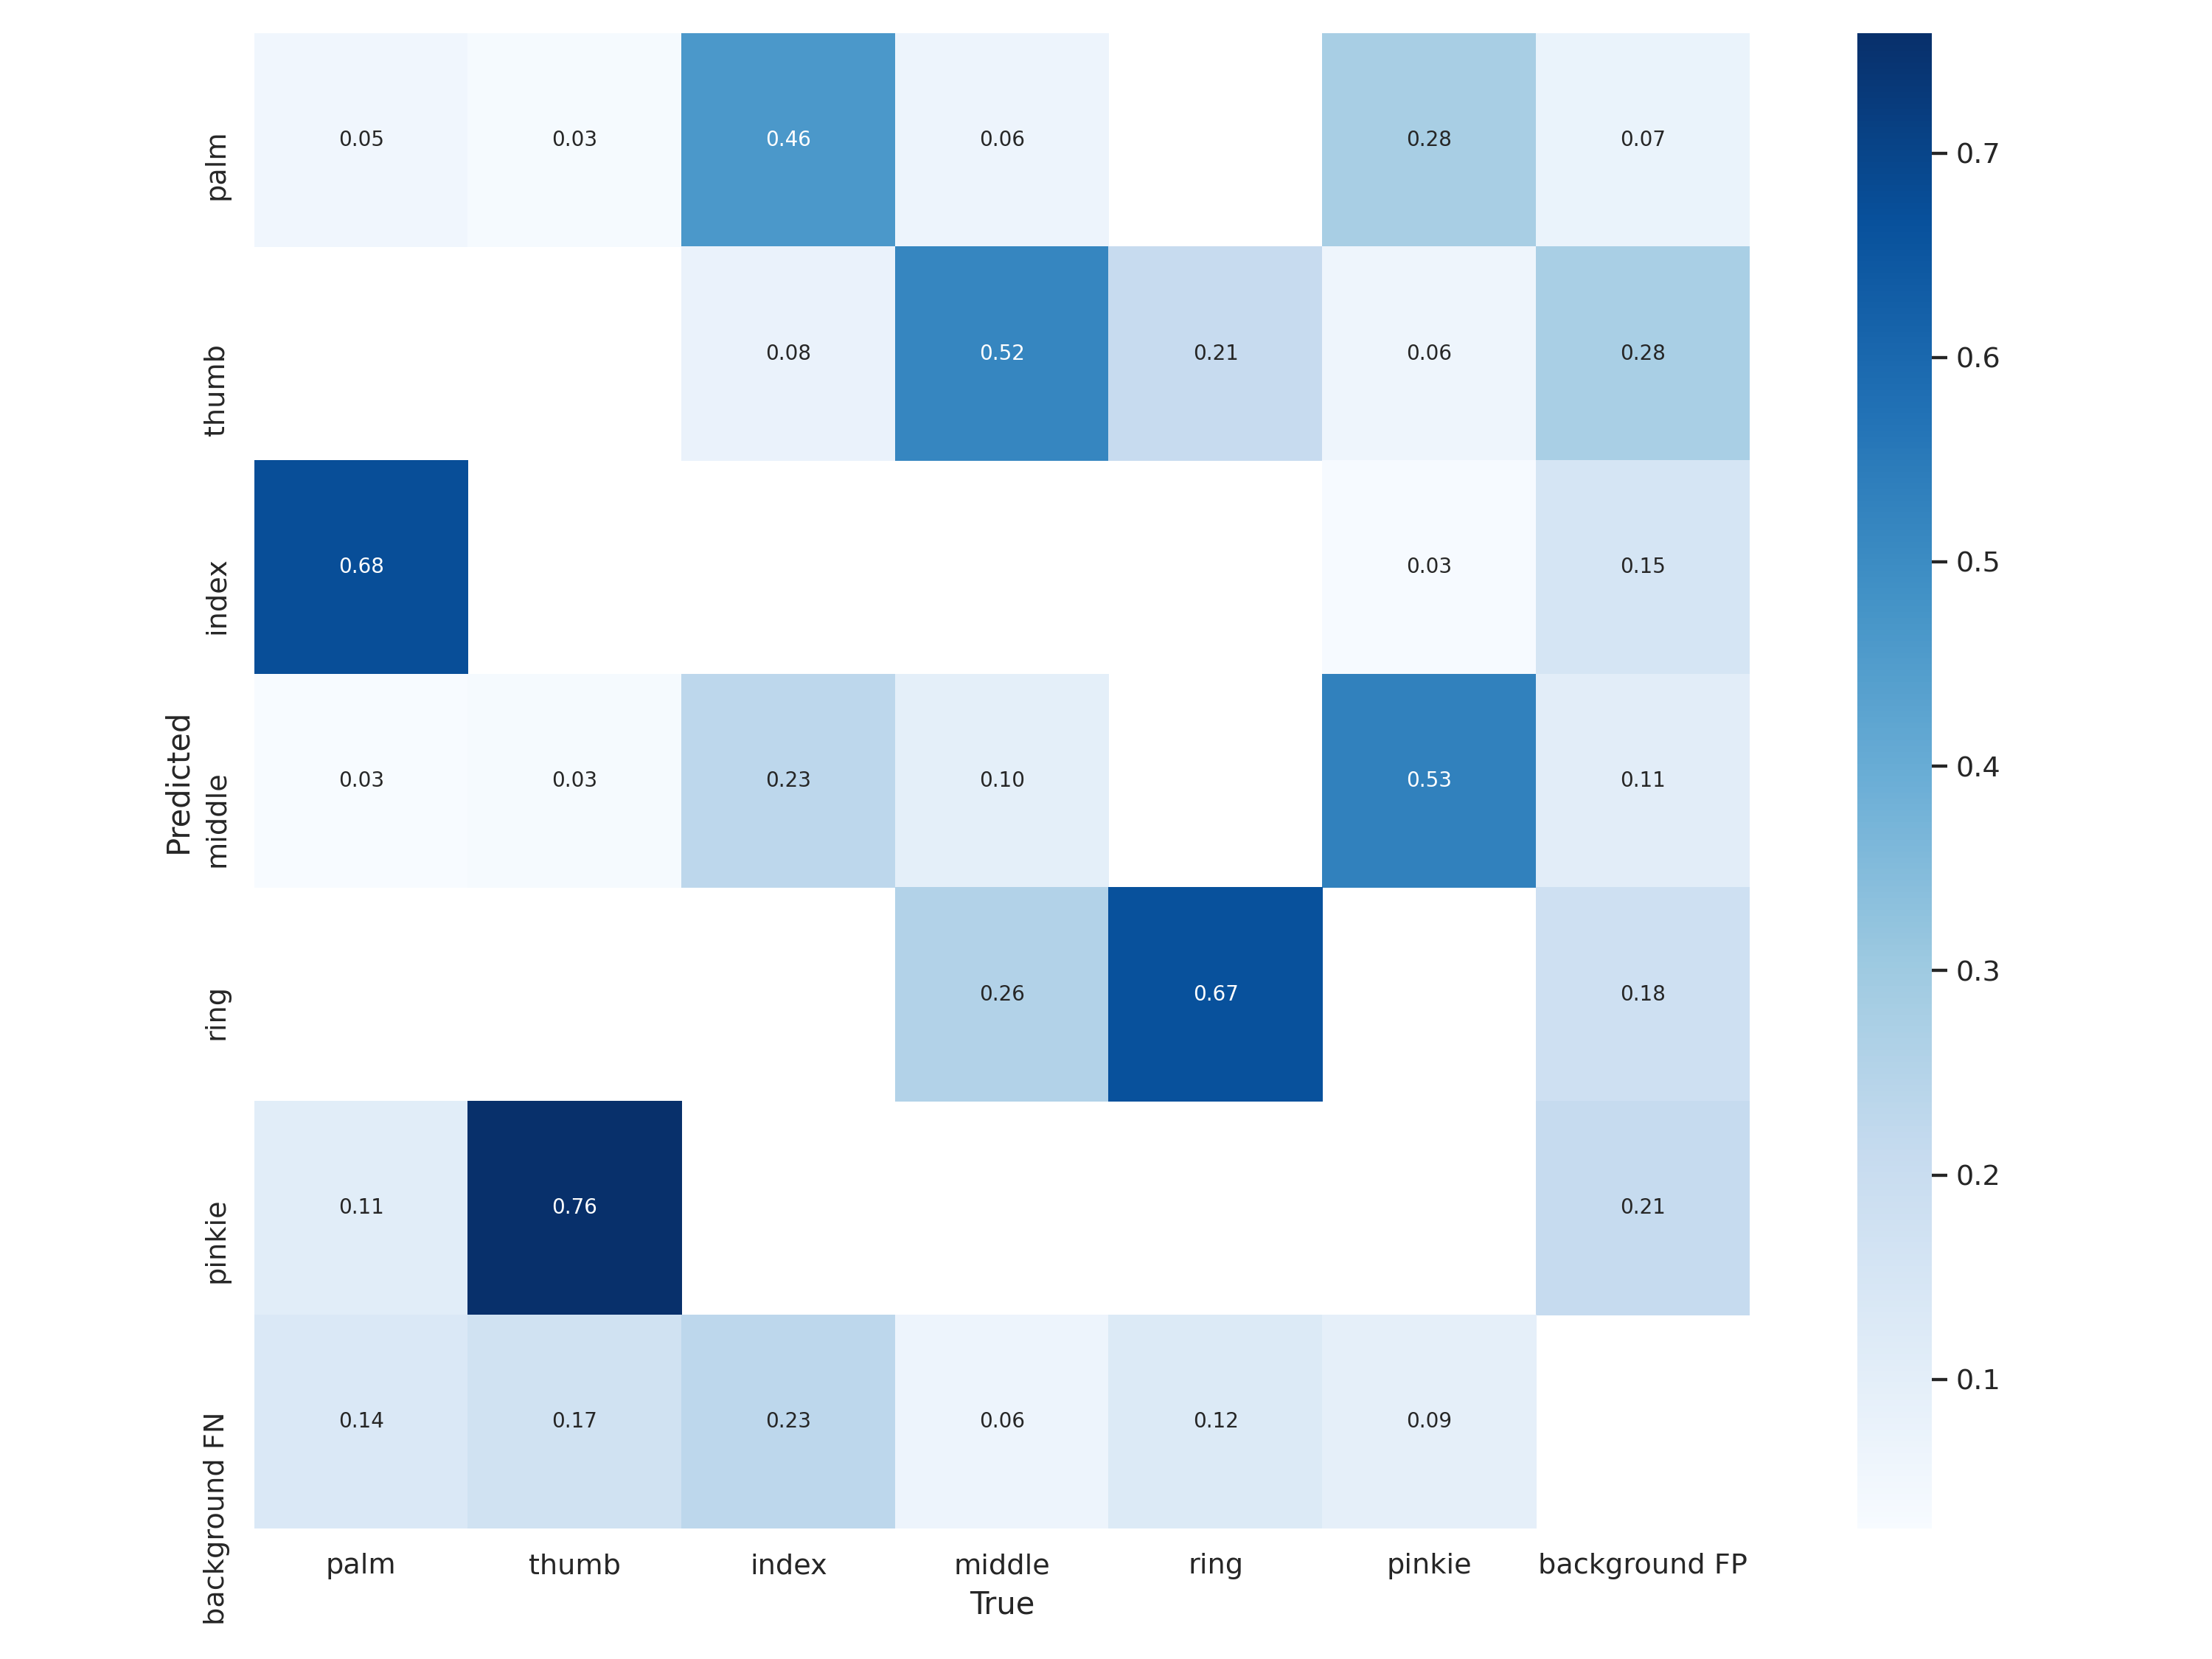 palm 0.05 0.03 0.46 0.06 0.28 0.07
thumb 0.08 0.52 0.21 0.06 0.28
index 0.68 0.03 0.15
middle 0.03 0.03 0.23 0.10 0.53 0.11
ring 0.26 0.67 0.18
pinkie 0.11 0.76 0.21
background FN 0.14 0.17 0.23 0.06 0.12 0.09
Predicted
palm thumb index middle ring pinkie background FP
True
0.7
0.6
0.5
0.4
0.3
0.2
0.1